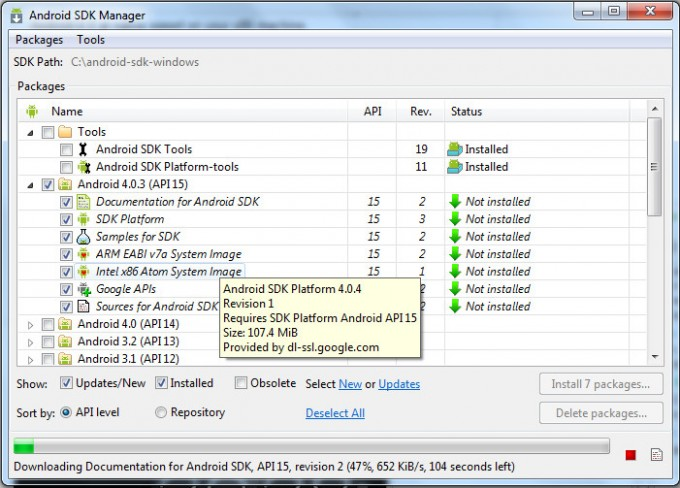 Android SDK Manager
Packages Tools
SDK Path: C:\android-sdk-windows
Packages
Name API Rev. Status
Tools
Android SDK Tools 19 Installed
Android SDK Platform-tools 11 Installed
Android 4.0.3 (API 15)
Documentation for Android SDK 15 2 Not installed
SDK Platform 15 3 Not installed
Samples for SDK 15 2 Not installed
ARM EABI v7a System Image 15 2 Not installed
Intel x86 Atom System Image 15 1 Not installed
Google APIs 2 Not installed
Sources for Android SDK 2 Not installed
Android 4.0 (API 14)
Android 3.2 (API 13)
Android 3.1 (API 12)
Android SDK Platform 4.0.4
Revision 1
Requires SDK Platform Android API 15
Size: 107.4 MiB
Provided by dl-ssl.google.com
Show: Updates/New Installed Obsolete Select New or Updates Install 7 packages...
Sort by: API level Repository Deselect All Delete packages...
Downloading Documentation for Android SDK, API 15, revision 2 (47%, 652 KiB/s, 104 seconds left)